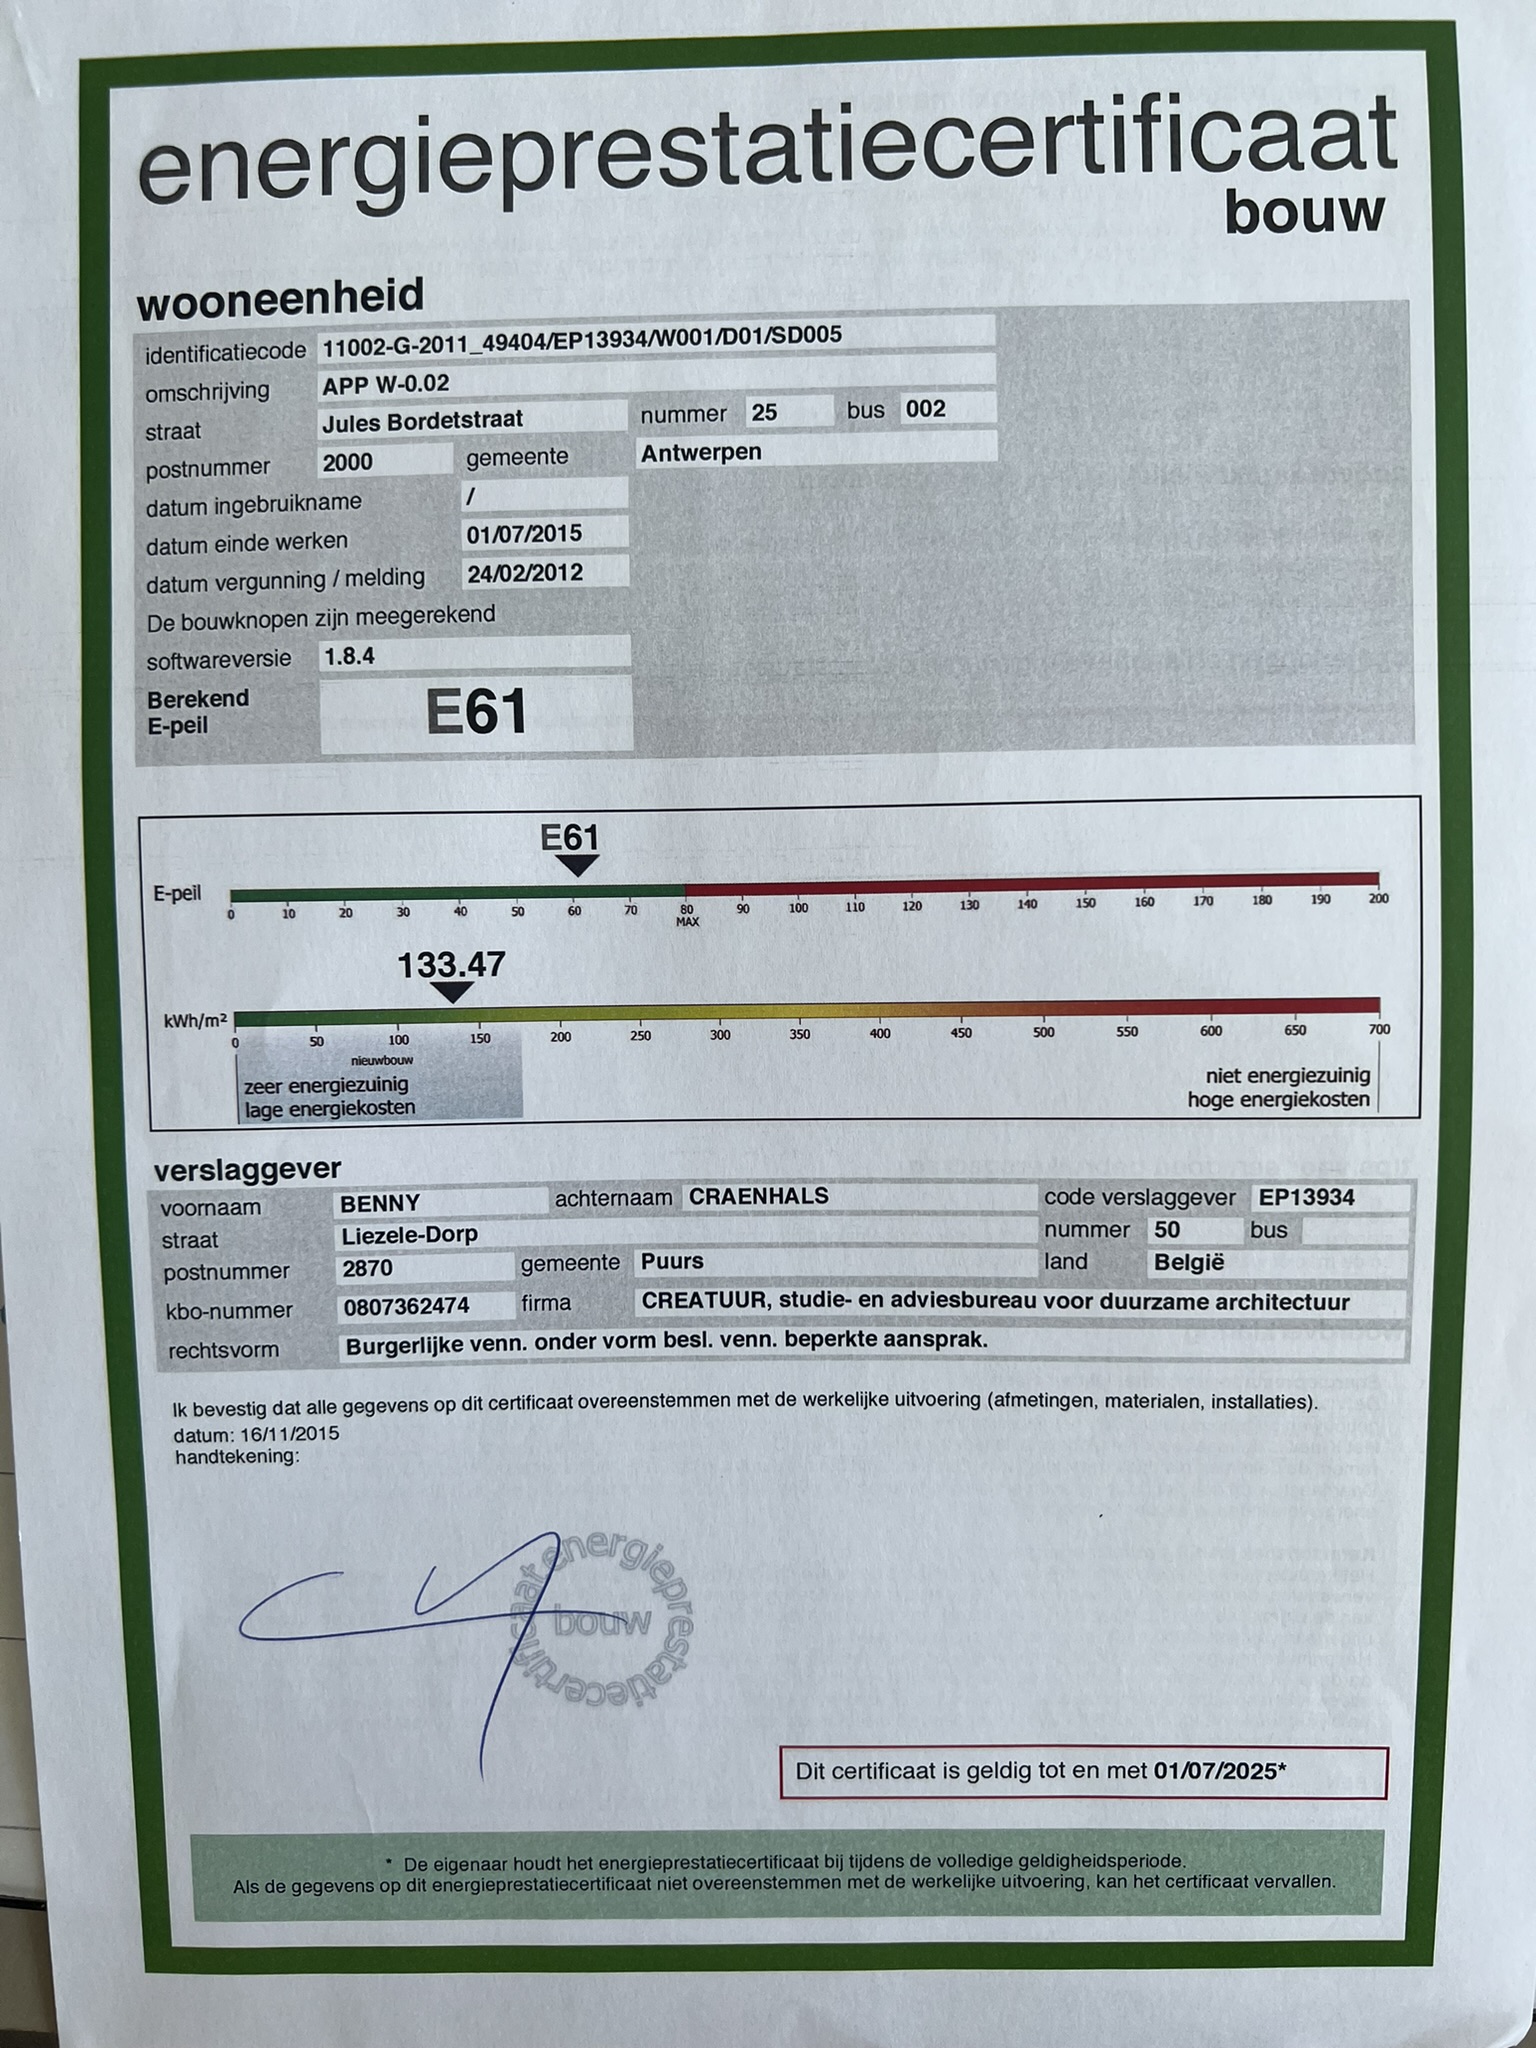 energieprestatiecertificaat
bouw
wooneenheid
identificatiecode 11002-G-2011_49404/EP13934/W001/D01/SD005
omschrijving APP W-0.02
straat Jules Bordetstraat nummer 25 bus 002
postnummer 2000 gemeente Antwerpen
datum ingebruikname /
datum einde werken 01/07/2015
datum vergunning / melding 24/02/2012
De bouwknopen zijn meegerekend
softwareversie 1.8.4
Berekend
E-peil E61
E61
E-peil
0 10 20 30 40 50 60 70 80 90 100 110 120 130 140 150 160 170 180 190 200
MAX
133.47
kWh/m²
0 50 100 150 200 250 300 350 400 450 500 550 600 650 700
nieuwbouw
zeer energiezuinig niet energiezuinig
lage energiekosten hoge energiekosten
verslaggever
voornaam BENNY achternaam CRAENHALS code verslaggever EP13934
straat Liezele-Dorp nummer 50 bus
postnummer 2870 gemeente Puurs land België
kbo-nummer 0807362474 firma CREATUUR, studie- en adviesbureau voor duurzame architectuur
rechtsvorm Burgerlijke venn. onder vorm besl. venn. beperkte aansprak.
Ik bevestig dat alle gegevens op dit certificaat overeenstemmen met de werkelijke uitvoering (afmetingen, materialen, installaties).
datum: 16/11/2015
handtekening:
energieprestatiecertificaat
bouw
Dit certificaat is geldig tot en met 01/07/2025*
* De eigenaar houdt het energieprestatiecertificaat bij tijdens de volledige geldigheidsperiode.
Als de gegevens op dit energieprestatiecertificaat niet overeenstemmen met de werkelijke uitvoering, kan het certificaat vervallen.